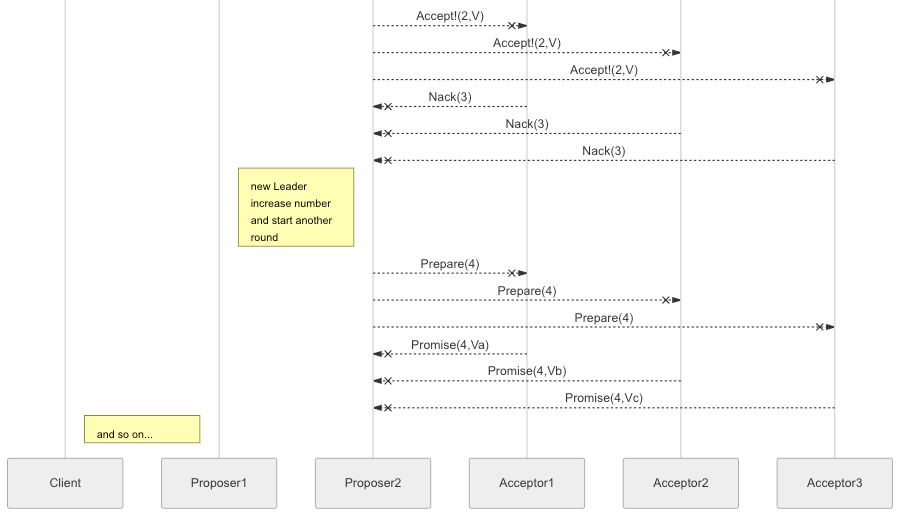 Accept!(2,V)
Accept!(2,V)
Accept!(2,V)
Nack(3)
Nack(3)
Nack(3)
new Leader
increase number
and start another
round
Prepare(4)
Prepare(4)
Prepare(4)
Promise(4,Va)
Promise(4,Vb)
Promise(4,Vc)
and so on...
Client
Proposer1
Proposer2
Acceptor1
Acceptor2
Acceptor3